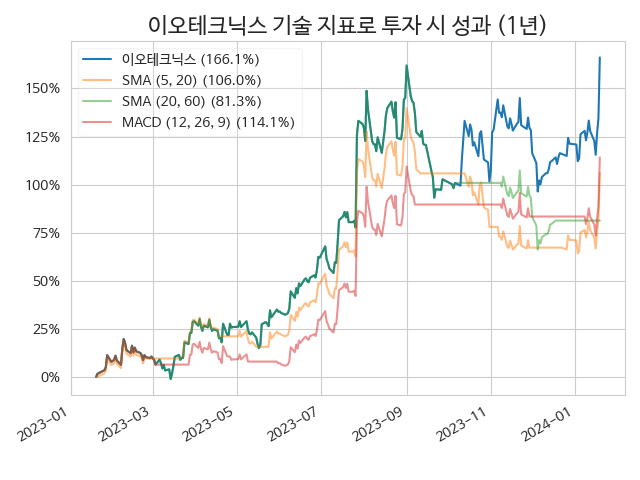 이오테크닉스 기술 지표로 투자 시 성과 (1년)
이오테크닉스 (166.1%)
SMA (5, 20) (106.0%)
SMA (20, 60) (81.3%)
MACD (12, 26, 9) (114.1%)
150%
125%
100%
75%
50%
25%
0%
2023-01
2023-03
2023-05
2023-07
2023-09
2023-11
2024-01